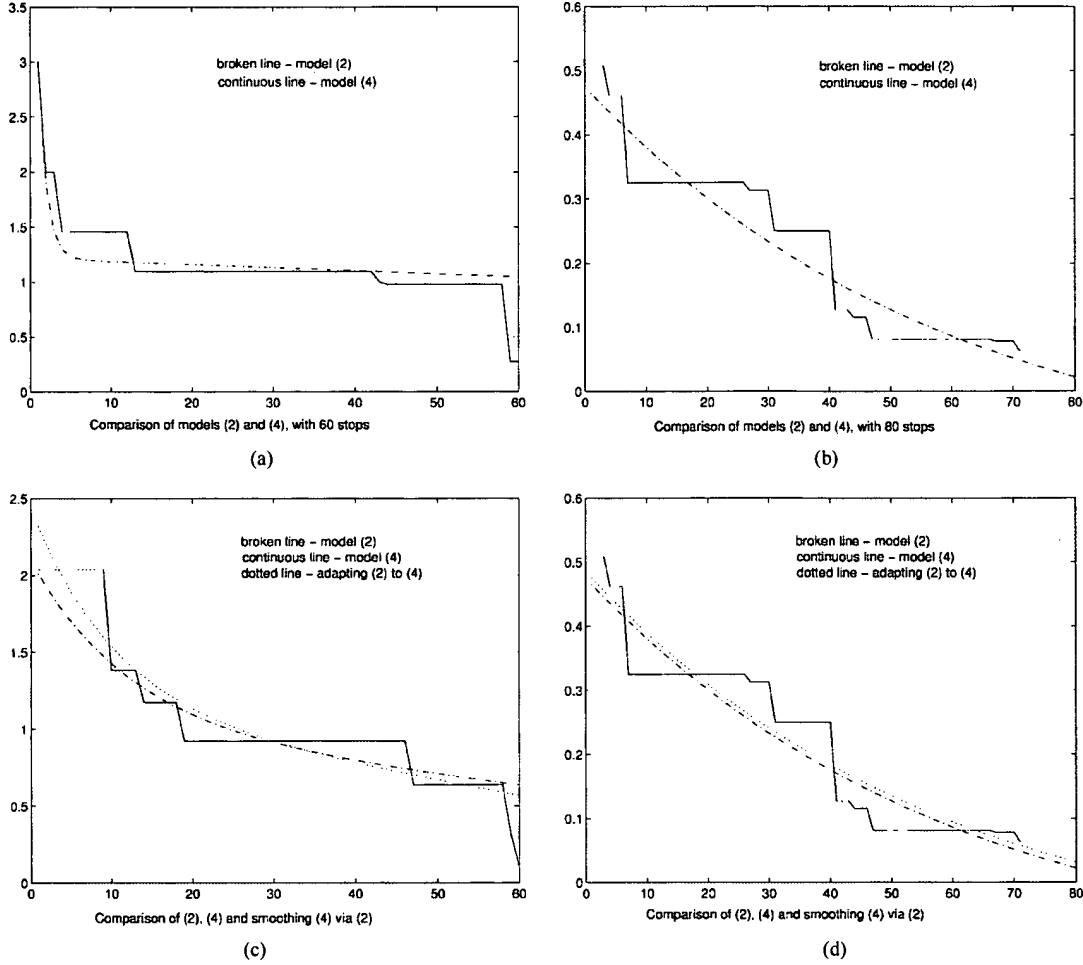 3.5
3
2.5
2
1.5
1
0.5
0
broken line – model (2)
continuous line – model (4)
0 10 20 30 40 50 60
Comparison of models (2) and (4), with 60 stops
(a)
0.6
0.5
0.4
0.3
0.2
0.1
0
broken line – model (2)
continuous line – model (4)
0 10 20 30 40 50 60 70 80
Comparison of models (2) and (4), with 80 stops
(b)
2.5
2
1.5
1
0.5
0
broken line – model (2)
continuous line – model (4)
dotted line – adapting (2) to (4)
0 10 20 30 40 50 60
Comparison of (2), (4) and smoothing (4) via (2)
(c)
0.6
0.5
0.4
0.3
0.2
0.1
0
broken line – model (2)
continuous line – model (4)
dotted line – adapting (2) to (4)
0 10 20 30 40 50 60 70 80
Comparison of (2), (4) and smoothing (4) via (2)
(d)